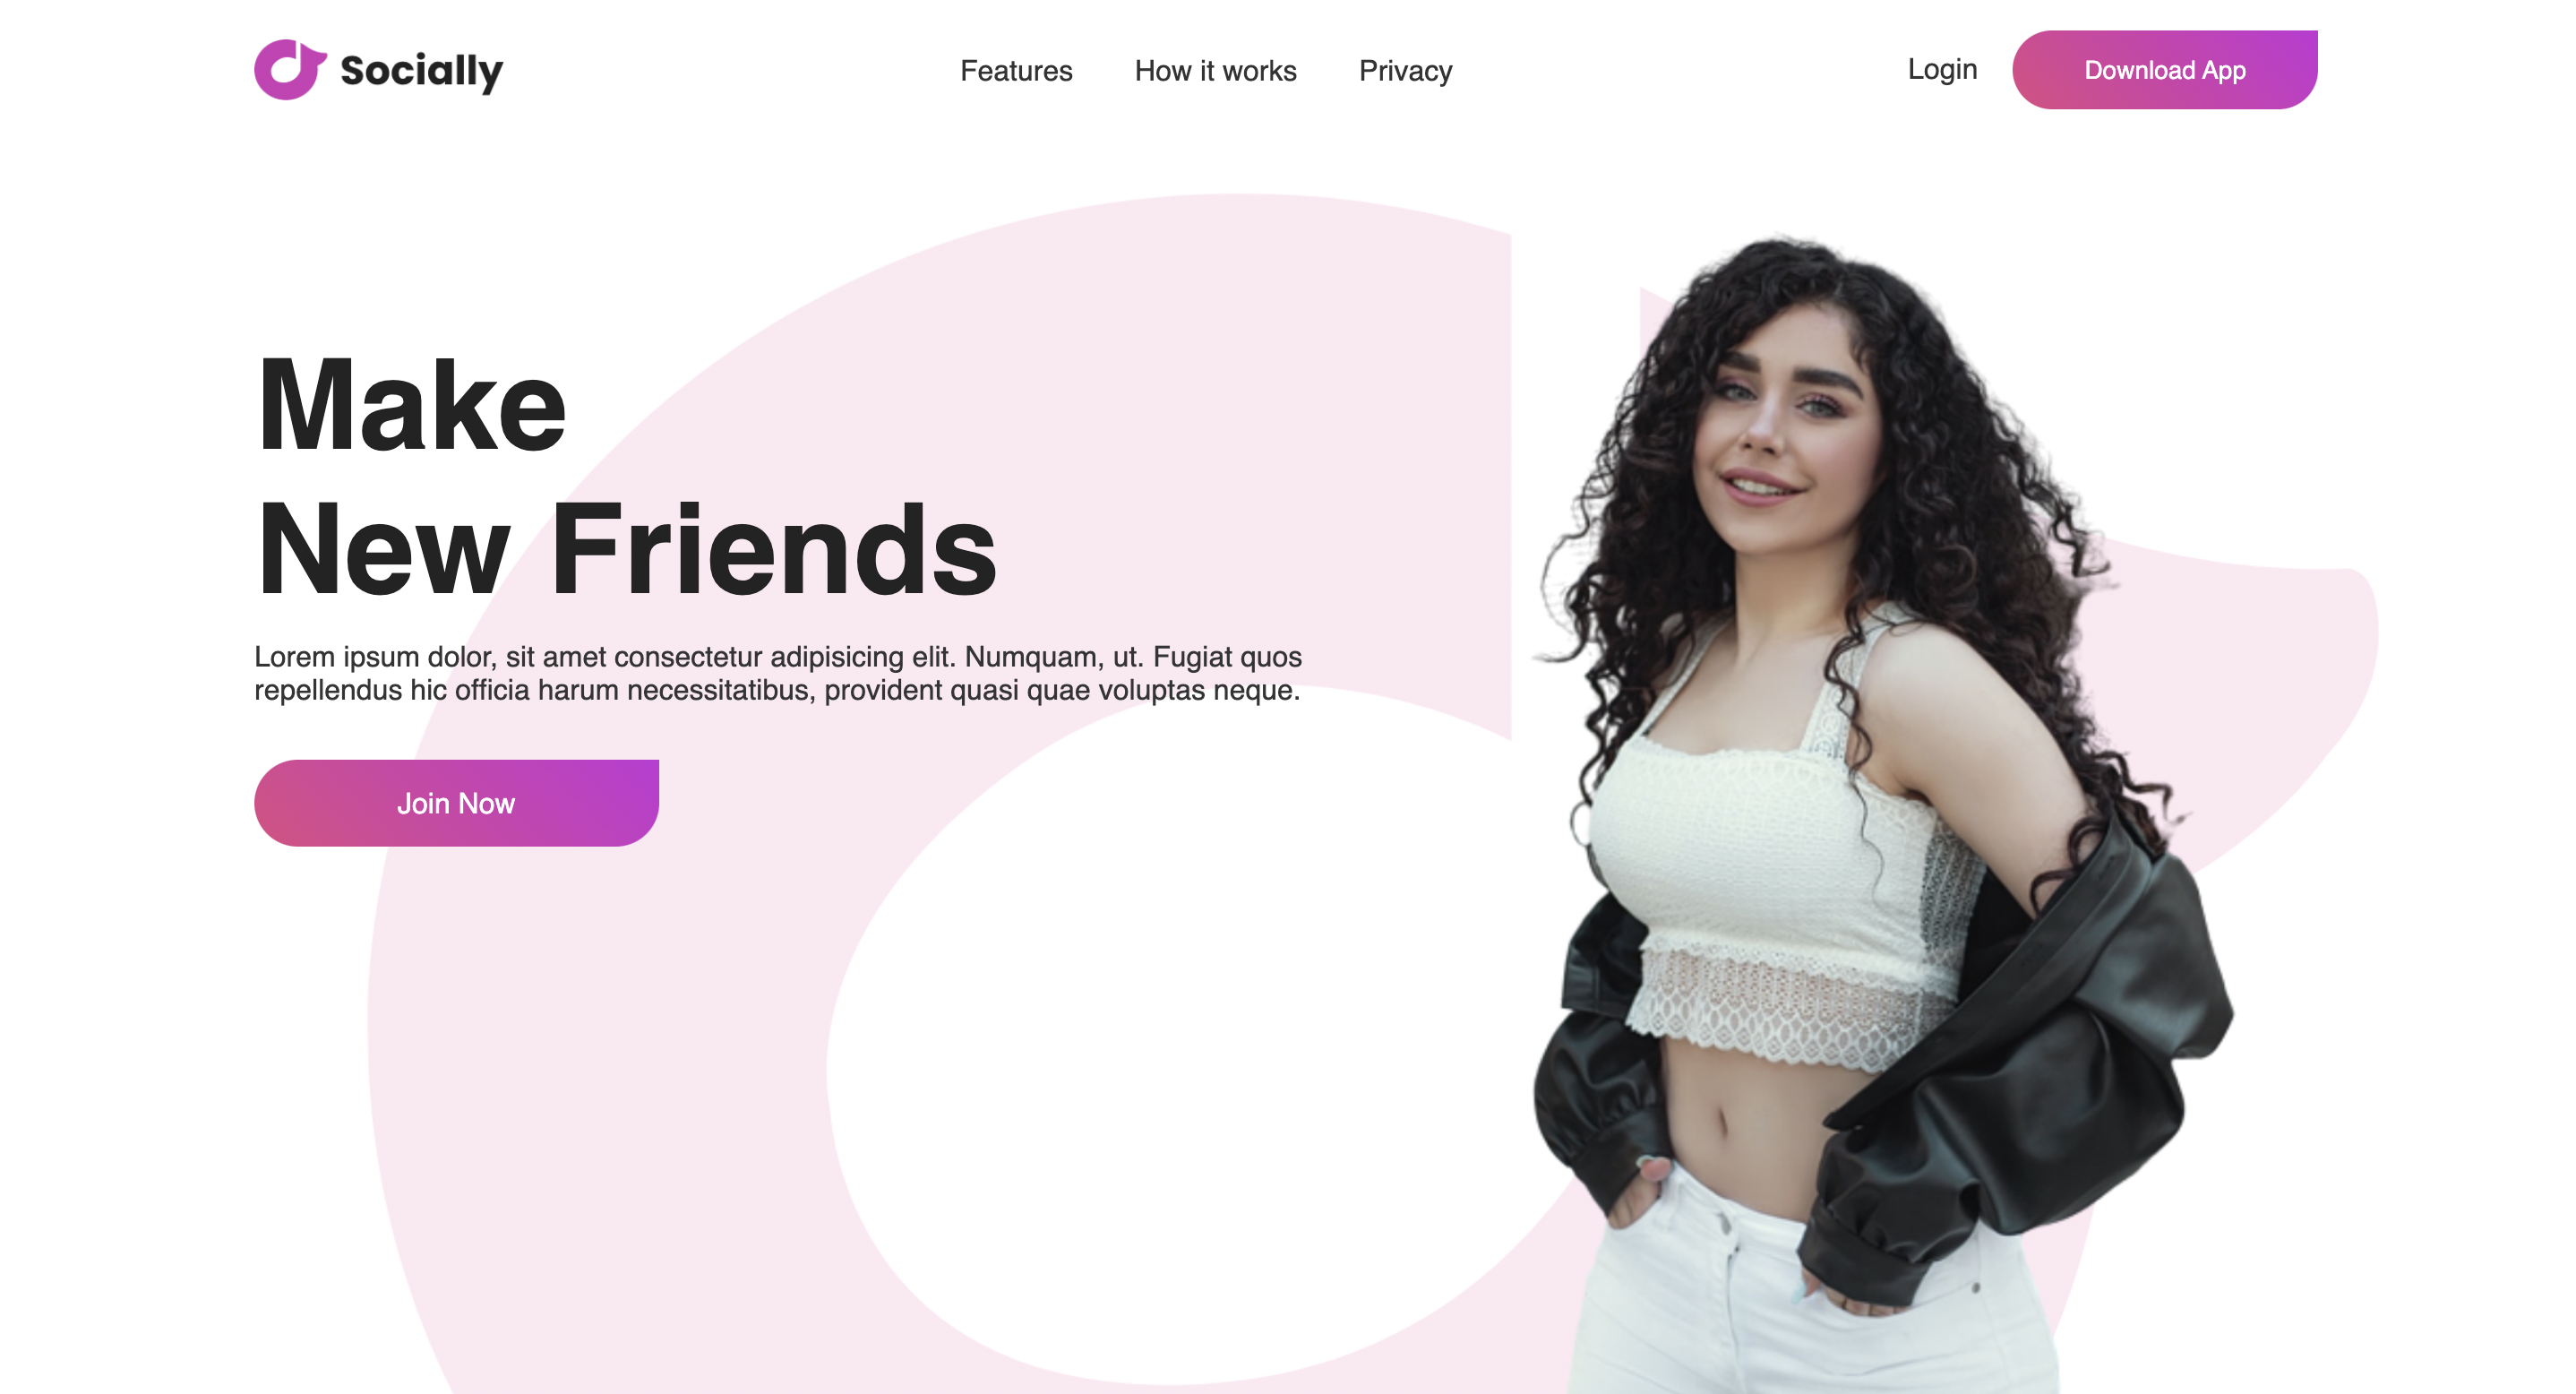 Socially
Features
How it works
Privacy
Login
Download App
Make
New Friends
Lorem ipsum dolor, sit amet consectetur adipisicing elit. Numquam, ut. Fugiat quos
repellendus hic officia harum necessitatibus, provident quasi quae voluptas neque.
Join Now